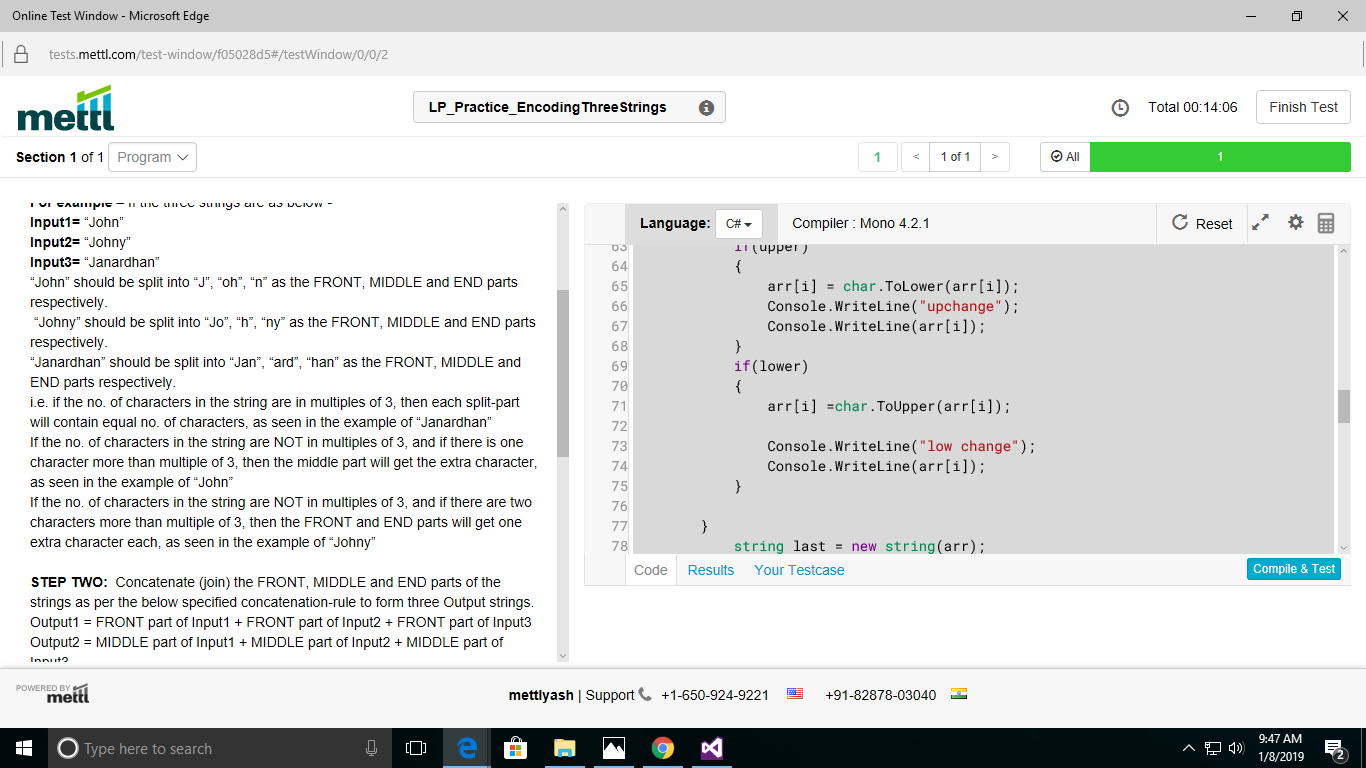 Online Test Window - Microsoft Edge
tests.mettl.com/test-window/f05028d5#/testWindow/0/0/2
mettl
LP_Practice_EncodingThreeStrings
Total 00:14:06
Finish Test
Section 1 of 1 Program
1
< 1 of 1 >
All 1
For example – If the three strings are as below -
Input1= “John”
Input2= “Johny”
Input3= “Janardhan”
“John” should be split into “J”, “oh”, “n” as the FRONT, MIDDLE and END parts
respectively.
“Johny” should be split into “Jo”, “h”, “ny” as the FRONT, MIDDLE and END parts
respectively.
“Janardhan” should be split into “Jan”, “ard”, “han” as the FRONT, MIDDLE and
END parts respectively.
i.e. if the no. of characters in the string are in multiples of 3, then each split-part
will contain equal no. of characters, as seen in the example of “Janardhan”
If the no. of characters in the string are NOT in multiples of 3, and if there is one
character more than multiple of 3, then the middle part will get the extra character,
as seen in the example of “John”
If the no. of characters in the string are NOT in multiples of 3, and if there are two
characters more than multiple of 3, then the FRONT and END parts will get one
extra character each, as seen in the example of “Johny”
STEP TWO: Concatenate (join) the FRONT, MIDDLE and END parts of the
strings as per the below specified concatenation-rule to form three Output strings.
Output1 = FRONT part of Input1 + FRONT part of Input2 + FRONT part of Input3
Output2 = MIDDLE part of Input1 + MIDDLE part of Input2 + MIDDLE part of
Input3
Language: C#
Compiler : Mono 4.2.1
Reset
63 if(upper)
64 {
65 arr[i] = char.ToLower(arr[i]);
66 Console.WriteLine("upchange");
67 Console.WriteLine(arr[i]);
68 }
69 if(lower)
70 {
71 arr[i] =char.ToUpper(arr[i]);
72
73 Console.WriteLine("low change");
74 Console.WriteLine(arr[i]);
75 }
76
77 }
78 string last = new string(arr);
Code Results Your Testcase
Compile & Test
POWERED BY
mettl
mettlyash | Support +1-650-924-9221 +91-82878-03040
Type here to search
9:47 AM
1/8/2019
2